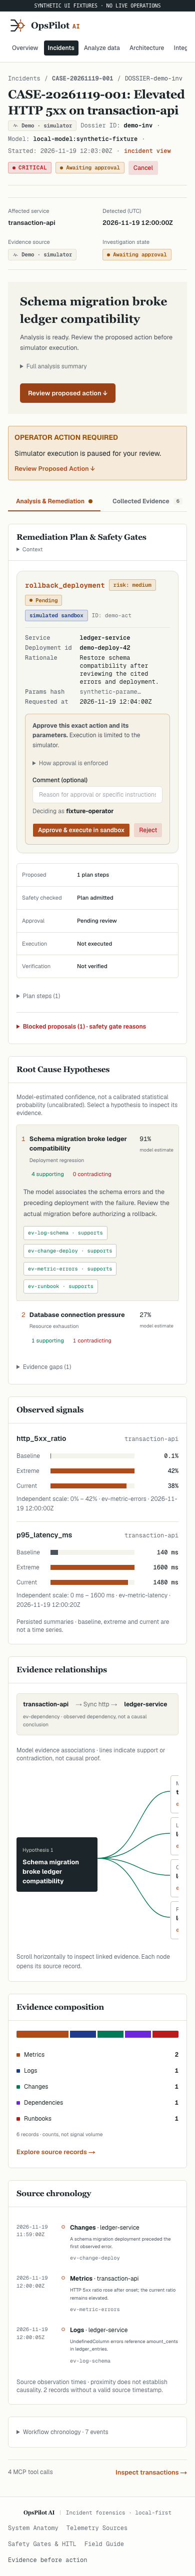 SYNTHETIC UI FIXTURES · NO LIVE OPERATIONS
OpsPilot AI
Overview Incidents Analyze data Architecture Integ
Incidents / CASE-20261119-001 / DOSSIER-demo-inv
CASE-20261119-001: Elevated
HTTP 5xx on transaction-api
Demo · simulator Dossier ID: demo-inv ·
Model: local-model:synthetic-fixture ·
Started: 2026-11-19 12:03:00Z · incident view
CRITICAL Awaiting approval Cancel
Affected service
transaction-api
Detected (UTC)
2026-11-19 12:00:00Z
Evidence source
Demo · simulator
Investigation state
Awaiting approval
Schema migration broke
ledger compatibility
Analysis is ready. Review the proposed action before
simulator execution.
▶ Full analysis summary
Review proposed action ↓
OPERATOR ACTION REQUIRED
Simulator execution is paused for your review.
Review Proposed Action ↓
Analysis & Remediation Collected Evidence 6
Remediation Plan & Safety Gates
▶ Context
rollback_deployment risk: medium
Pending
simulated sandbox ID: demo-act
Service ledger-service
Deployment id demo-deploy-42
Rationale Restore schema
compatibility after
reviewing the cited
errors and deployment.
Params hash synthetic-parame…
Requested at 2026-11-19 12:04:00Z
Approve this exact action and its
parameters. Execution is limited to the
simulator.
▶ How approval is enforced
Comment (optional)
Reason for approval or specific instruction
Deciding as fixture-operator
Approve & execute in sandbox Reject
Proposed 1 plan steps
Safety checked Plan admitted
Approval Pending review
Execution Not executed
Verification Not verified
▶ Plan steps (1)
▶ Blocked proposals (1) · safety gate reasons
Root Cause Hypotheses
Model-estimated confidence, not a calibrated statistical
probability (uncalibrated). Select a hypothesis to inspect its
evidence.
1 Schema migration broke ledger 91%
compatibility model estimate
Deployment regression
4 supporting 0 contradicting
The model associates the schema errors and the
preceding deployment with the failure. Review the
actual migration before authorizing a rollback.
ev-log-schema · supports
ev-change-deploy · supports
ev-metric-errors · supports
ev-runbook · supports
2 Database connection pressure 27%
Resource exhaustion model estimate
1 supporting 1 contradicting
▶ Evidence gaps (1)
Observed signals
http_5xx_ratio transaction-api
Baseline 0.1%
Extreme 42%
Current 38%
Independent scale: 0% – 42% · ev-metric-errors · 2026-11-
19 12:00:00Z
p95_latency_ms transaction-api
Baseline 140 ms
Extreme 1600 ms
Current 1480 ms
Independent scale: 0 ms – 1600 ms · ev-metric-latency ·
2026-11-19 12:00:20Z
Persisted summaries · baseline, extreme and current are
not a time series.
Evidence relationships
transaction-api → Sync http → ledger-service
ev-dependency · observed dependency, not a causal
conclusion
Model evidence associations · lines indicate support or
contradiction, not causal proof.
Hypothesis 1
Schema migration
broke ledger
compatibility
Scroll horizontally to inspect linked evidence. Each node
opens its source record.
Evidence composition
Metrics 2
Logs 1
Changes 1
Dependencies 1
Runbooks 1
6 records · counts, not signal volume
Explore source records →
Source chronology
2026-11-19
11:59:00Z
Changes · ledger-service
A schema migration deployment preceded the
first observed error.
ev-change-deploy
2026-11-19
12:00:00Z
Metrics · transaction-api
HTTP 5xx ratio rose after onset; the current ratio
remains elevated.
ev-metric-errors
2026-11-19
12:00:05Z
Logs · ledger-service
UndefinedColumn errors reference amount_cents
in ledger_entries.
ev-log-schema
Source observation times · proximity does not establish
causality. 2 records without a valid source timestamp.
▶ Workflow chronology · 7 events
4 MCP tool calls Inspect transactions →
OpsPilot AI Incident forensics · local-first
System Anatomy Telemetry Sources
Safety Gates & HITL Field Guide
Evidence before action